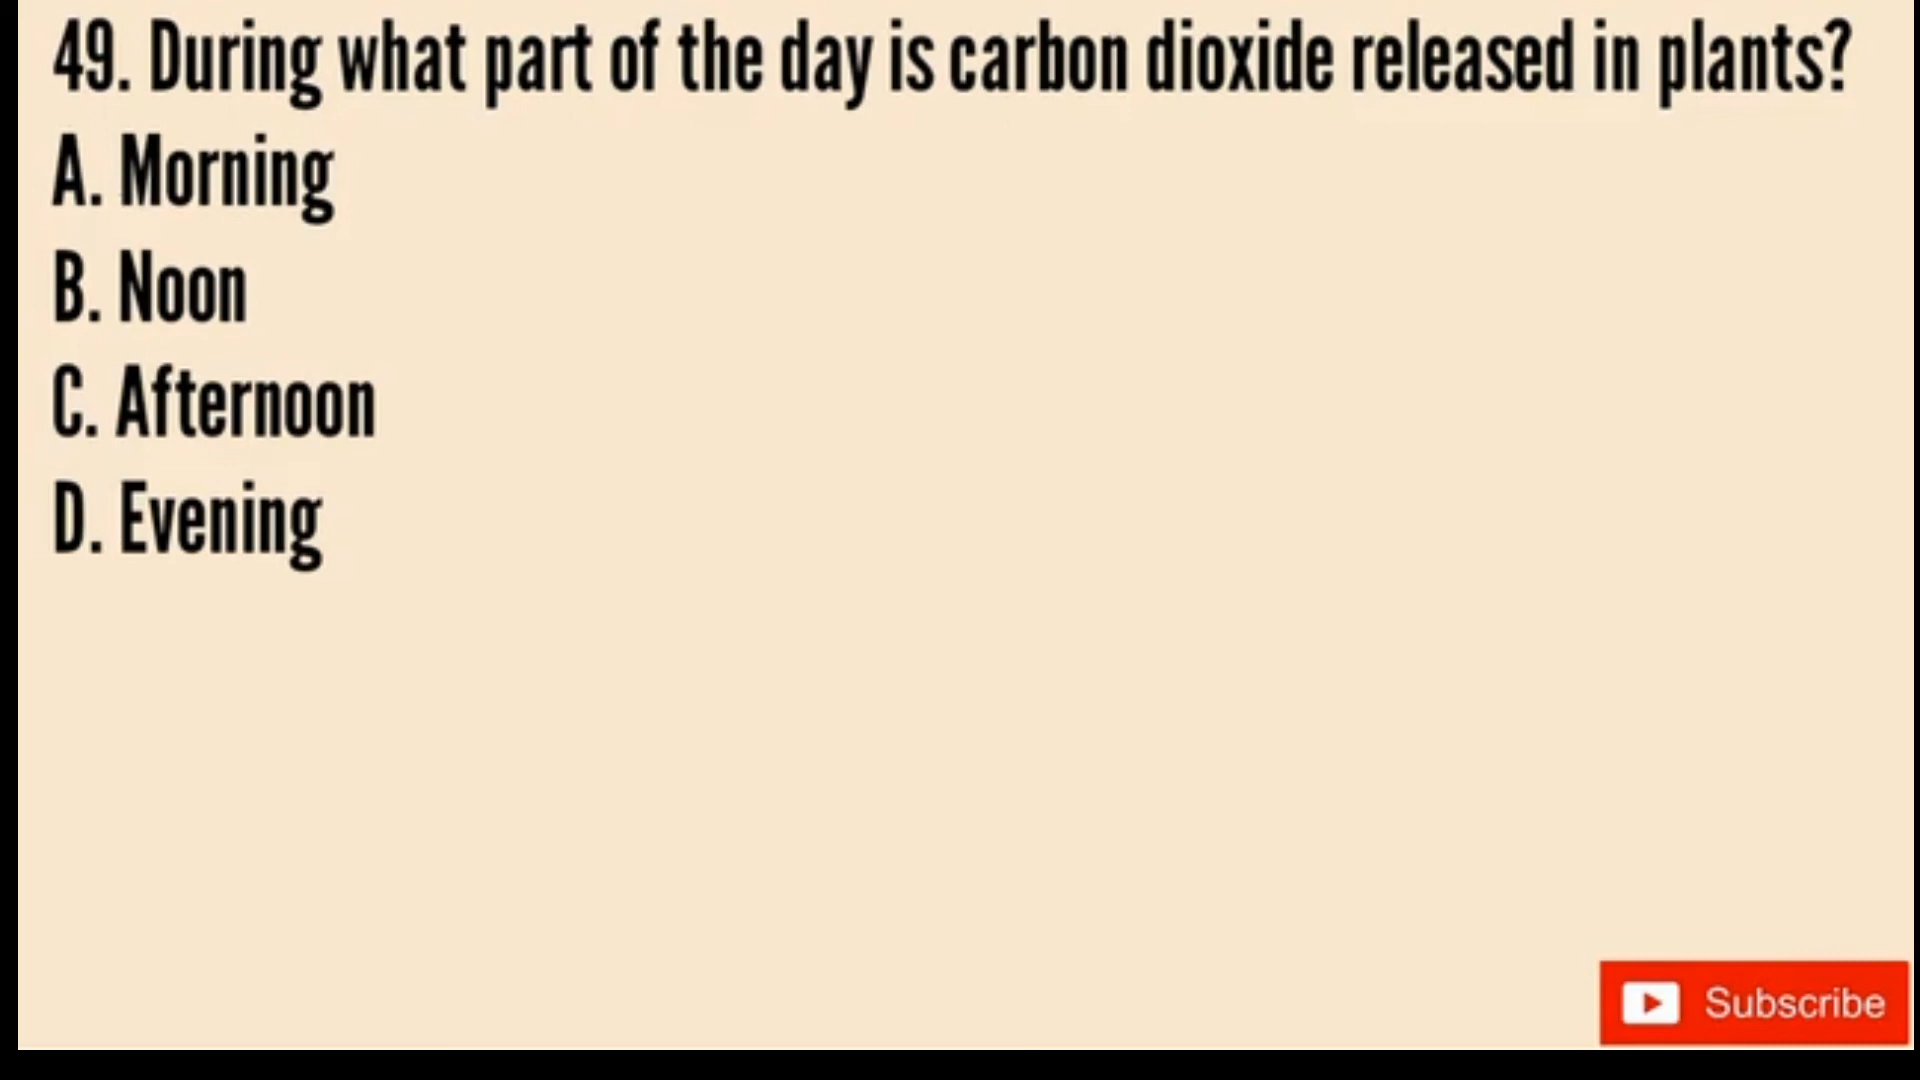 49. During what part of the day is carbon dioxide released in plants?
A. Morning
B. Noon
C. Afternoon
D. Evening
Subscribe